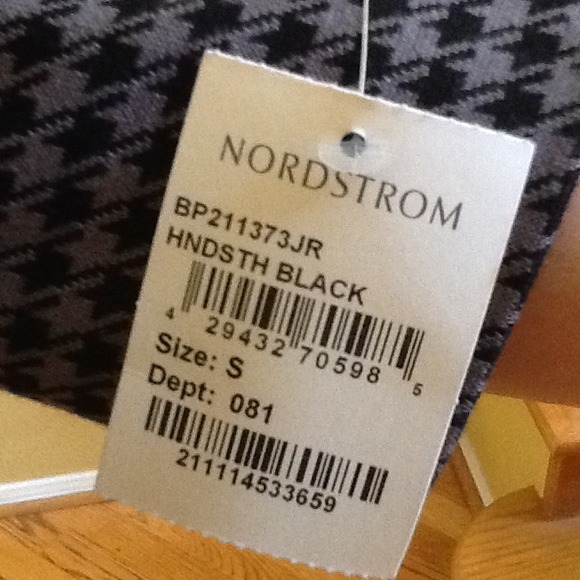 NORDSTROM
BP211373JR
HNDSTH BLACK
4 29432 70598 5
Size: S
Dept: 081
211114533659